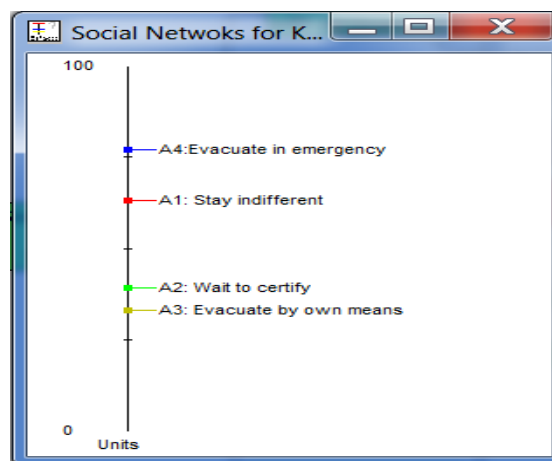 Social Netwoks for K...
100
A4:Evacuate in emergency
A1: Stay indifferent
A2: Wait to certify
A3: Evacuate by own means
0
Units